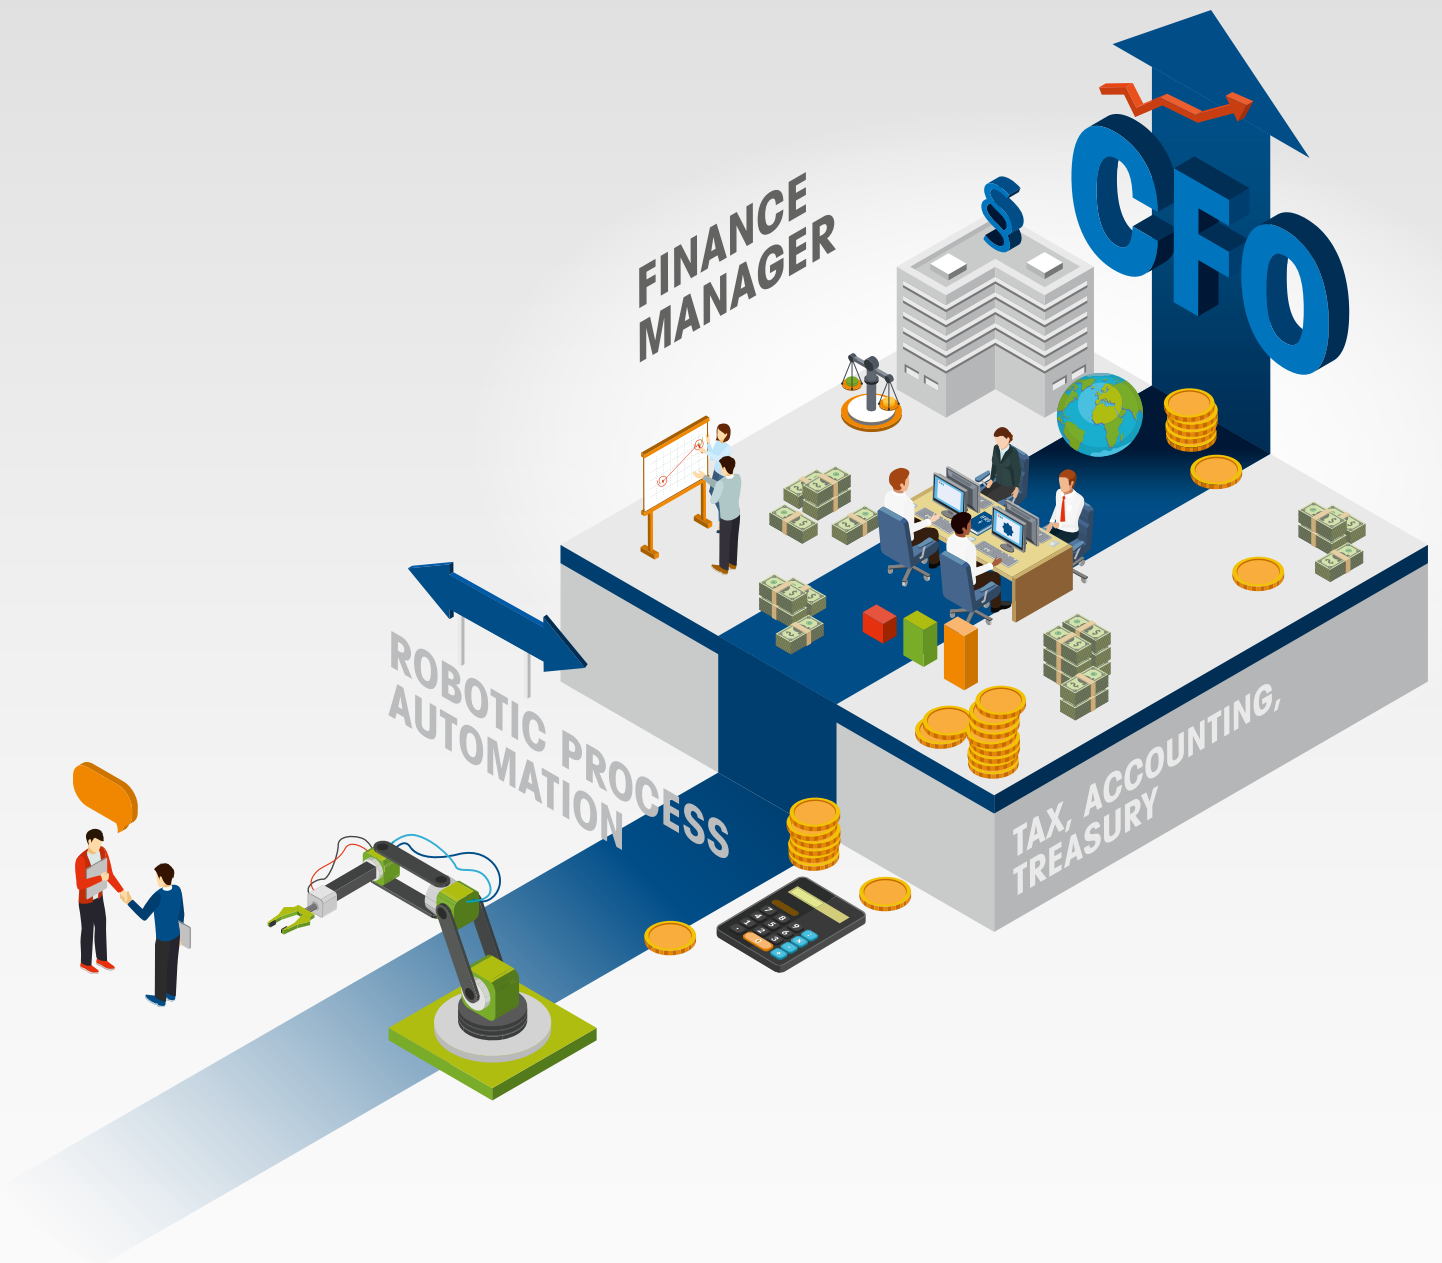 CFO
§
FINANCE
MANAGER
ROBOTIC PROCESS
AUTOMATION
TAX, ACCOUNTING,
TREASURY